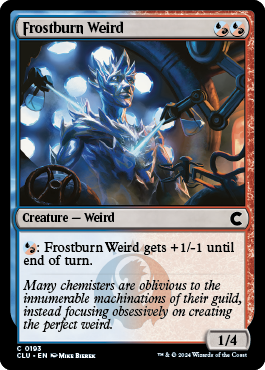 Frostburn Weird
Creature — Weird
: Frostburn Weird gets +1/-1 until
end of turn.
Many chemisters are oblivious to the
innumerable machinations of their guild,
instead focusing obsessively on creating
the perfect weird.
1/4
C 0193
CLU • EN Mike Bierek
™ & © 2024 Wizards of the Coast